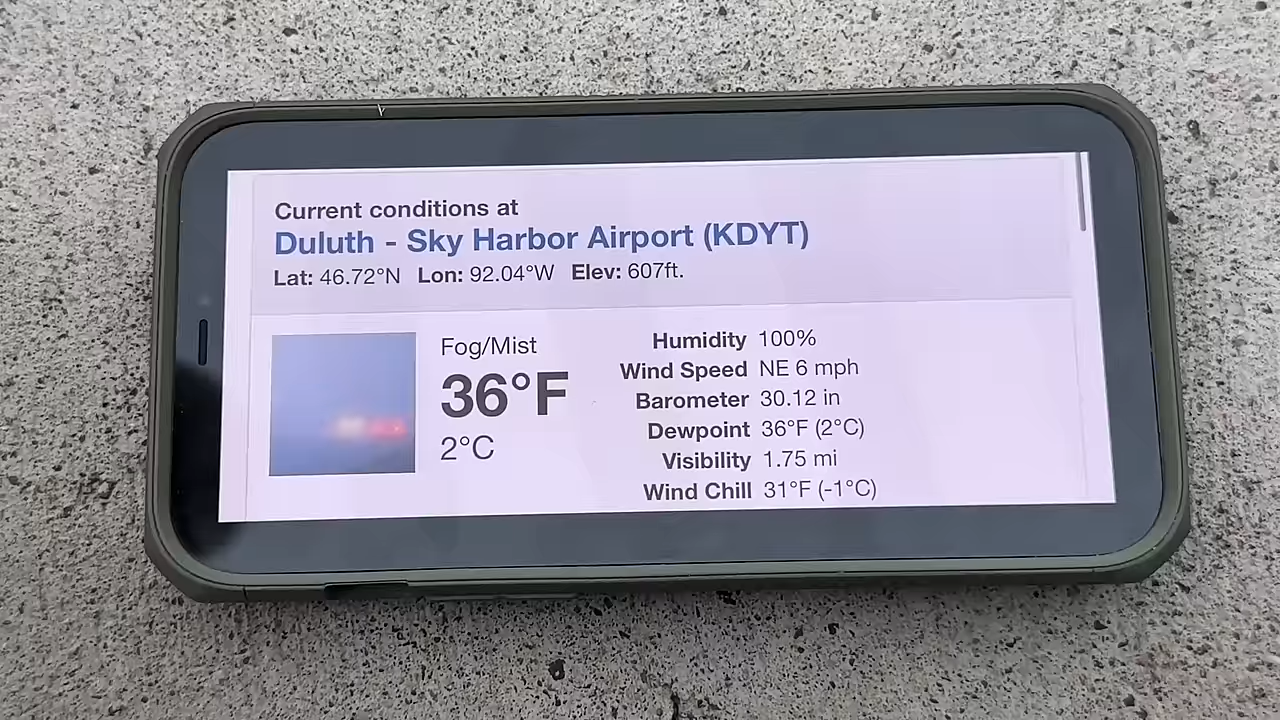 Current conditions at
Duluth - Sky Harbor Airport (KDYT)
Lat: 46.72°N Lon: 92.04°W Elev: 607ft.
Fog/Mist
36°F
2°C
Humidity 100%
Wind Speed NE 6 mph
Barometer 30.12 in
Dewpoint 36°F (2°C)
Visibility 1.75 mi
Wind Chill 31°F (-1°C)